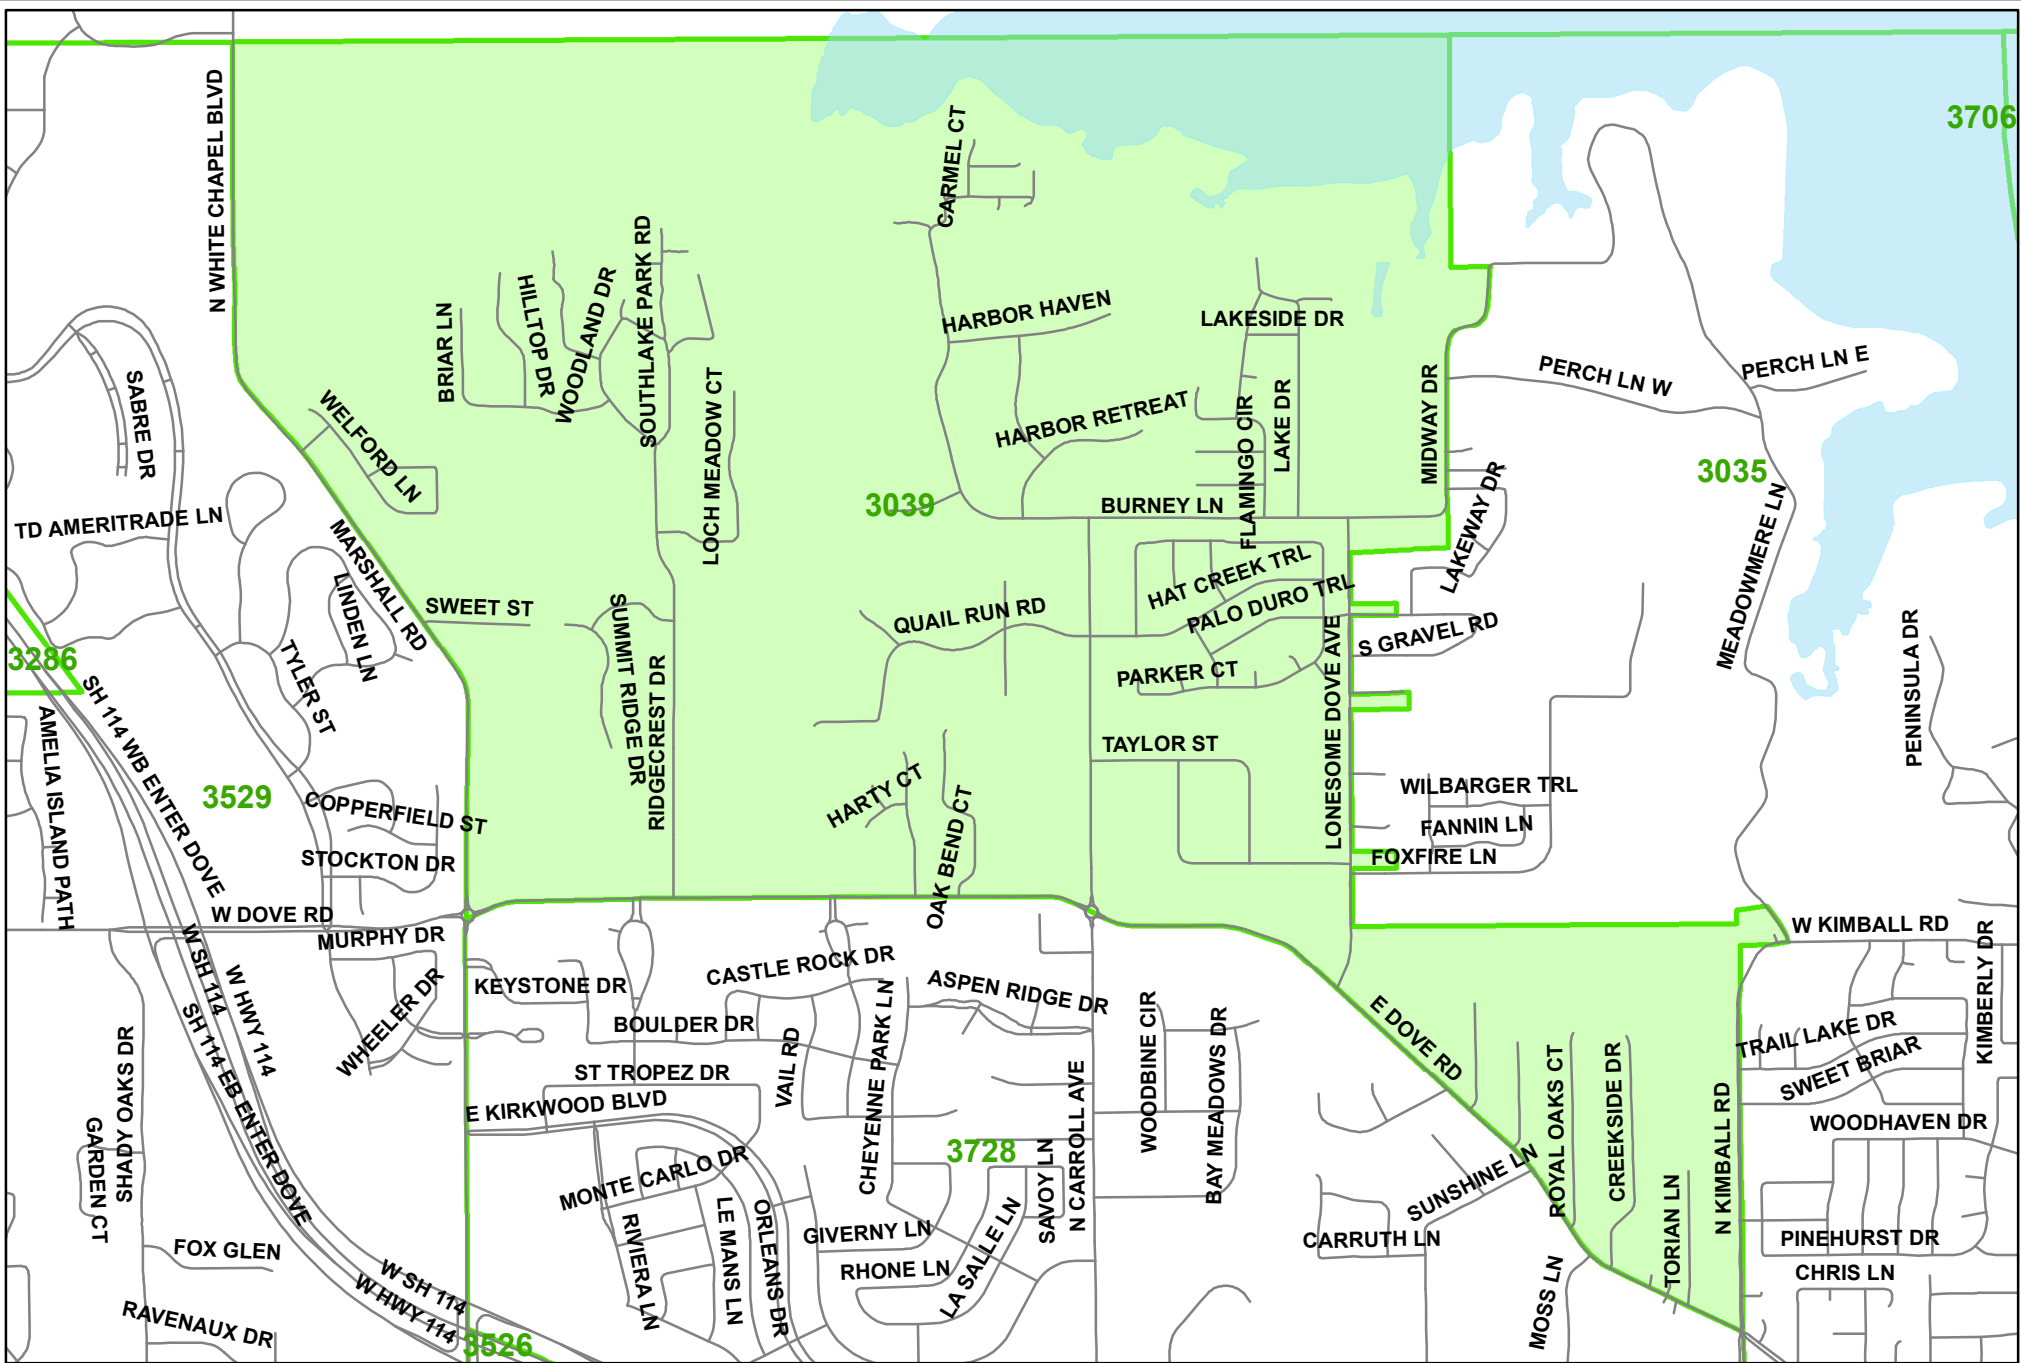 3706
N WHITE CHAPEL BLVD
CARMEL CT
HARBOR HAVEN
LAKESIDE DR
BRIAR LN
HILLTOP DR
WOODLAND DR
SOUTHLAKE PARK RD
LOCH MEADOW CT
HARBOR RETREAT
FLAMINGO CIR
LAKE DR
MIDWAY DR
PERCH LN W
PERCH LN E
SABRE DR
WELFORD LN
3039
BURNEY LN
LAKEWAY DR
3035
MEADOWMERE LN
TD AMERITRADE LN
MARSHALL RD
LINDEN LN
SWEET ST
SUMMIT RIDGE DR
RIDGECREST DR
QUAIL RUN RD
HAT CREEK TRL
PALO DURO TRL
PARKER CT
S GRAVEL RD
LONESOME DOVE AVE
PENINSULA DR
3286
TYLER ST
SH 114 WB ENTER DOVE
AMELIA ISLAND PATH
3529
COPPERFIELD ST
STOCKTON DR
HARTY CT
OAK BEND CT
TAYLOR ST
WILBARGER TRL
FANNIN LN
FOXFIRE LN
W DOVE RD
MURPHY DR
W KIMBALL RD
W SH 114
W HWY 114
WHEELER DR
KEYSTONE DR
CASTLE ROCK DR
ASPEN RIDGE DR
BOULDER DR
VAIL RD
CHEYENNE PARK LN
WOODBINE CIR
BAY MEADOWS DR
E DOVE RD
TRAIL LAKE DR
SWEET BRIAR
KIMBERLY DR
SHADY OAKS DR
GARDEN CT
SH 114 EB ENTER DOVE
ST TROPEZ DR
E KIRKWOOD BLVD
3728
N CARROLL AVE
SAVOY LN
ROYAL OAKS CT
CREEKSIDE DR
TORIAN LN
N KIMBALL RD
WOODHAVEN DR
MONTE CARLO DR
RIVIERA LN
LE MANS LN
ORLEANS DR
GIVERNY LN
RHONE LN
LA SALLE LN
SUNSHINE LN
CARRUTH LN
MOSS LN
PINEHURST DR
CHRIS LN
FOX GLEN
RAVENAUX DR
W SH 114
W HWY 114
3526